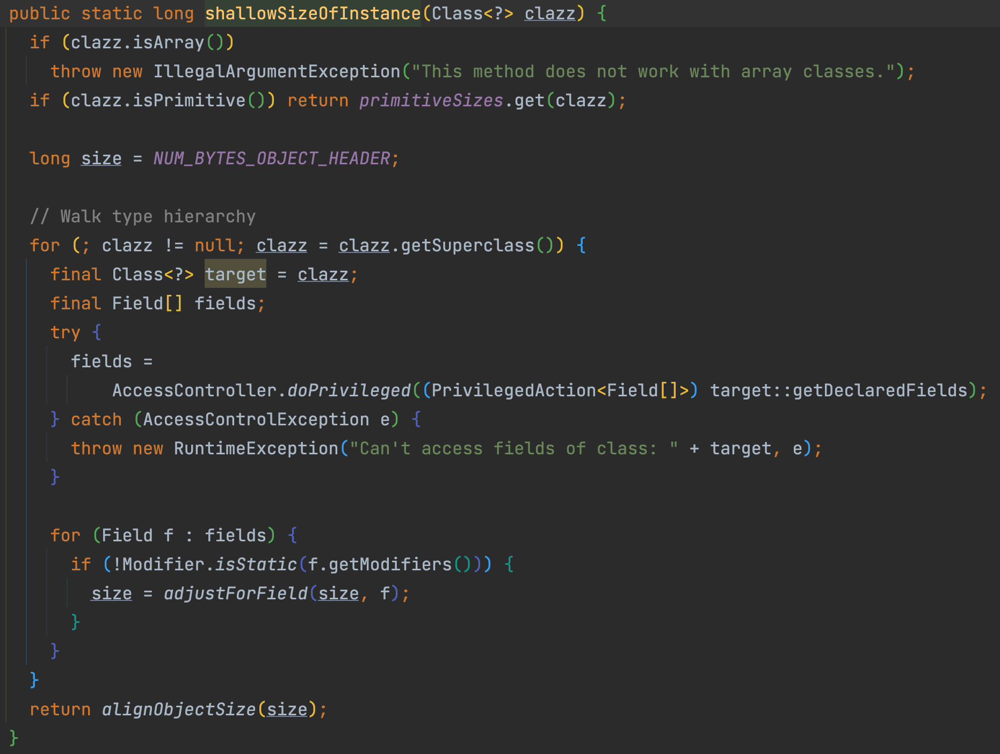 public static long shallowSizeOfInstance(Class<?> clazz) {
  if (clazz.isArray())
    throw new IllegalArgumentException("This method does not work with array classes.");
  if (clazz.isPrimitive()) return primitiveSizes.get(clazz);

  long size = NUM_BYTES_OBJECT_HEADER;

  // Walk type hierarchy
  for (; clazz != null; clazz = clazz.getSuperclass()) {
    final Class<?> target = clazz;
    final Field[] fields;
    try {
      fields =
          AccessController.doPrivileged((PrivilegedAction<Field[]>) target::getDeclaredFields);
    } catch (AccessControlException e) {
      throw new RuntimeException("Can't access fields of class: " + target, e);
    }

    for (Field f : fields) {
      if (!Modifier.isStatic(f.getModifiers())) {
        size = adjustForField(size, f);
      }
    }
  }
  return alignObjectSize(size);
}